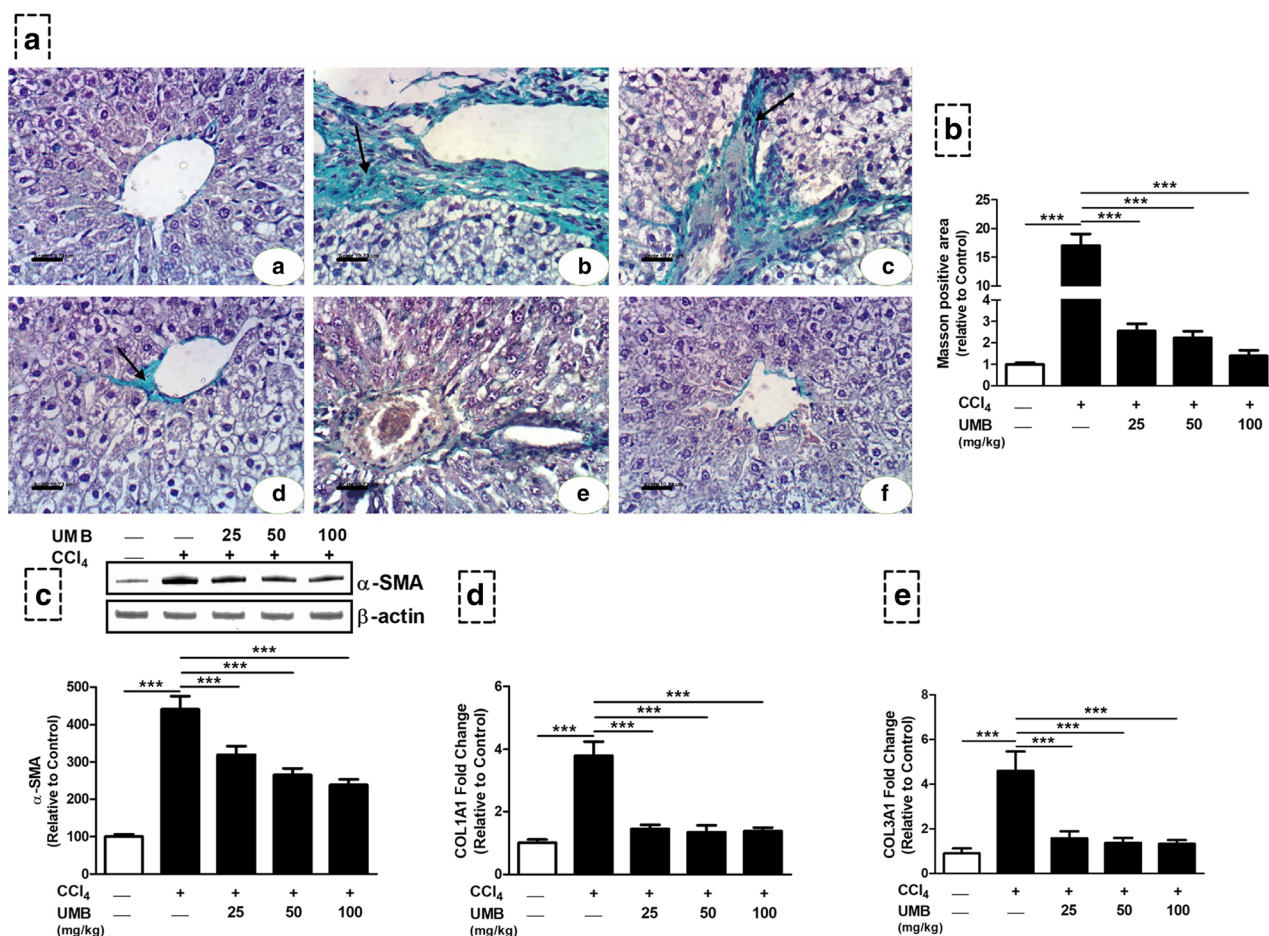 a
a
b
c
d
e
f
b
Masson positive area
(relative to Control)
25
20
15
10
4
3
2
1
0
***
***
***
***
CCl₄ — + + + +
UMB — — 25 50 100
(mg/kg)
c
UMB — — 25 50 100
CCl₄ — + + + +
α-SMA
β-actin
α-SMA
(Relative to Control)
500
400
300
200
100
0
***
***
***
***
CCl₄ — + + + +
UMB — — 25 50 100
(mg/kg)
d
COL1A1 Fold Change
(Relative to Control)
6
4
2
0
***
***
***
***
CCl₄ — + + + +
UMB — — 25 50 100
(mg/kg)
e
COL3A1 Fold Change
(Relative to Control)
8
6
4
2
0
***
***
***
***
CCl₄ — + + + +
UMB — — 25 50 100
(mg/kg)